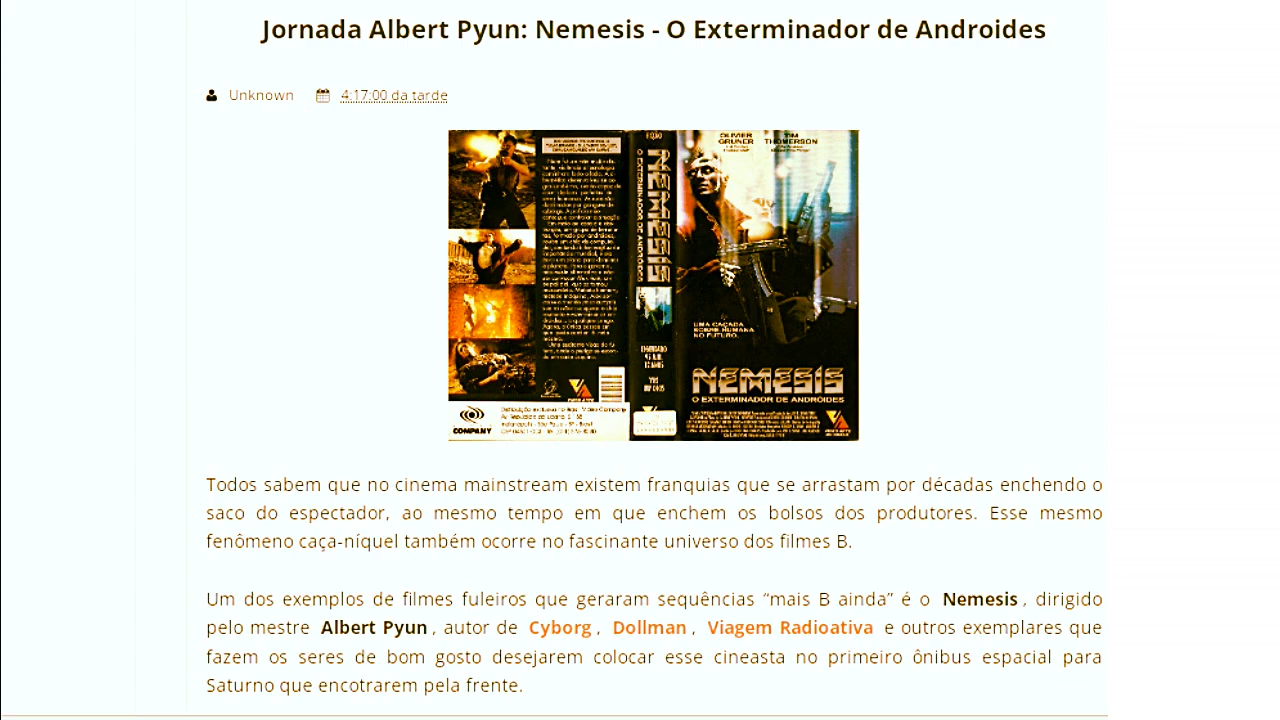 Jornada Albert Pyun: Nemesis - O Exterminador de Androides
Unknown 4:17:00 da tarde
OLIVIER GRUNER
TIM THOMERSON
NEMESIS
O EXTERMINADOR DE ANDRÓIDES
UMA CAÇADA
SOBRE-HUMANA
NO FUTURO.
NEMESIS
O EXTERMINADOR DE ANDRÓIDES
COMPANY
Todos sabem que no cinema mainstream existem franquias que se arrastam por décadas enchendo o
saco do espectador, ao mesmo tempo em que enchem os bolsos dos produtores. Esse mesmo
fenômeno caça-níquel também ocorre no fascinante universo dos filmes B.
Um dos exemplos de filmes fuleiros que geraram sequências “mais B ainda” é o Nemesis , dirigido
pelo mestre Albert Pyun , autor de Cyborg , Dollman , Viagem Radioativa e outros exemplares que
fazem os seres de bom gosto desejarem colocar esse cineasta no primeiro ônibus espacial para
Saturno que encotrarem pela frente.